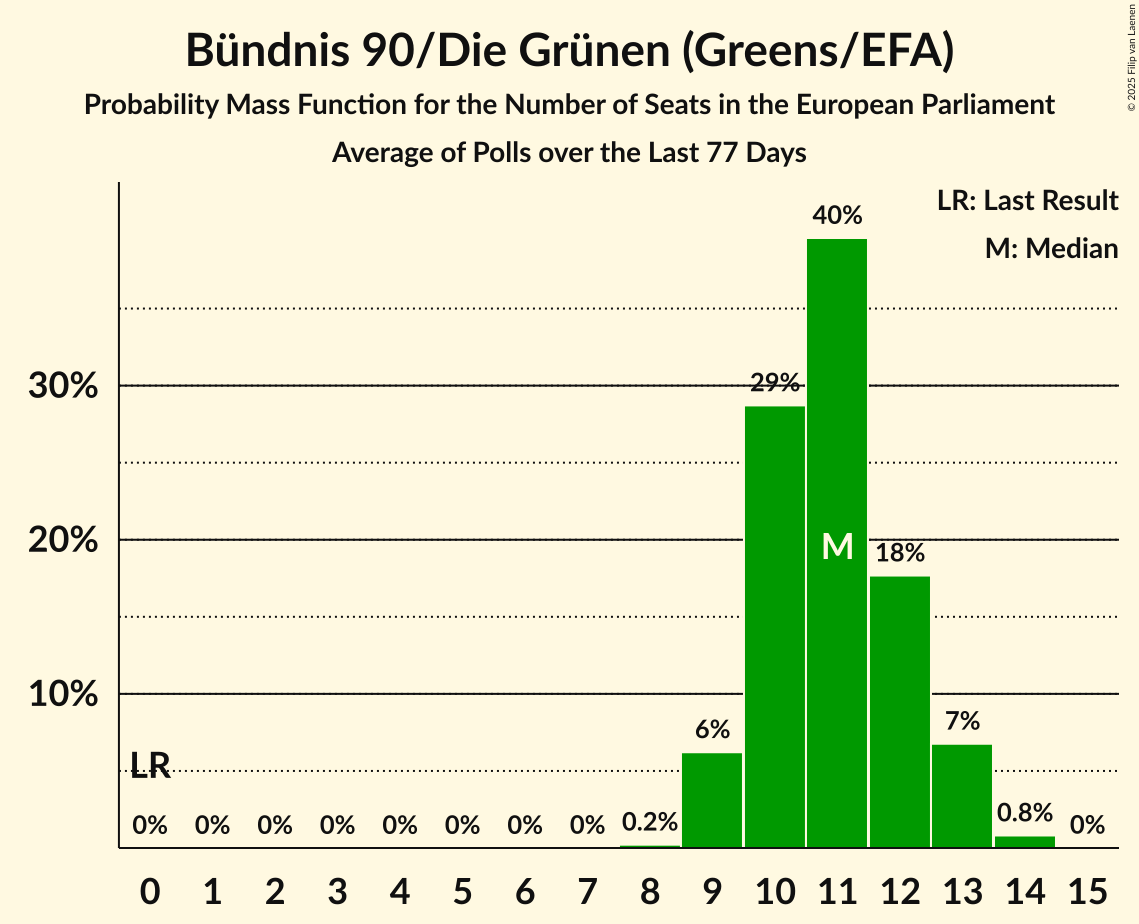 Bündnis 90/Die Grünen (Greens/EFA)
Probability Mass Function for the Number of Seats in the European Parliament
Average of Polls over the Last 77 Days
© 2025 Filip van Laenen
LR: Last Result
M: Median
40%
30%
29%
20%
M
18%
10%
6%
7%
LR
0% 0% 0% 0% 0% 0% 0% 0% 0.2% 0.8% 0%
0 1 2 3 4 5 6 7 8 9 10 11 12 13 14 15